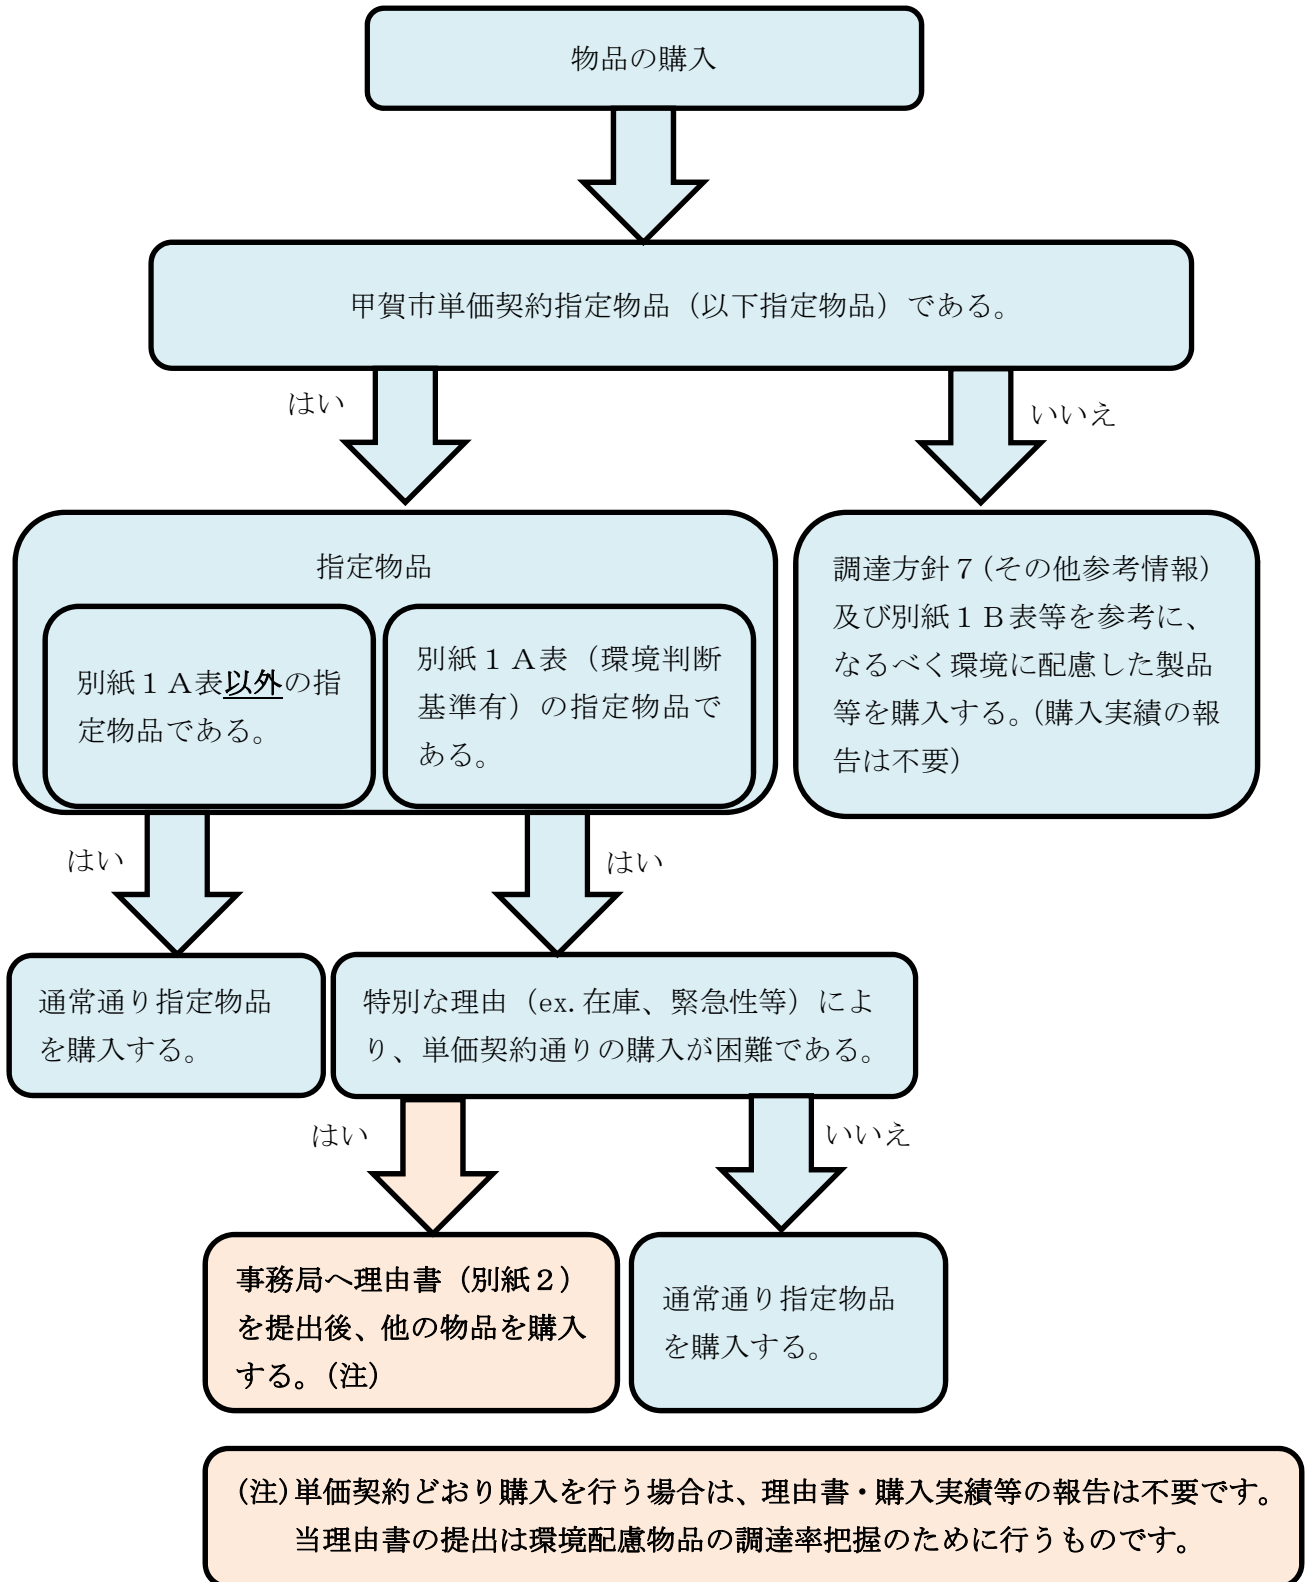 物品の購入
甲賀市単価契約指定物品（以下指定物品）である。
はい
いいえ
指定物品
別紙１Ａ表以外の指
定物品である。
別紙１Ａ表（環境判断
基準有）の指定物品で
ある。
調達方針７（その他参考情報）
及び別紙１Ｂ表等を参考に、
なるべく環境に配慮した製品
等を購入する。（購入実績の報
告は不要）
はい
はい
通常通り指定物品
を購入する。
特別な理由（ex.在庫、緊急性等）によ
り、単価契約通りの購入が困難である。
はい
いいえ
事務局へ理由書（別紙２）
を提出後、他の物品を購入
する。（注）
通常通り指定物品
を購入する。
（注）単価契約どおり購入を行う場合は、理由書・購入実績等の報告は不要です。
当理由書の提出は環境配慮物品の調達率把握のために行うものです。